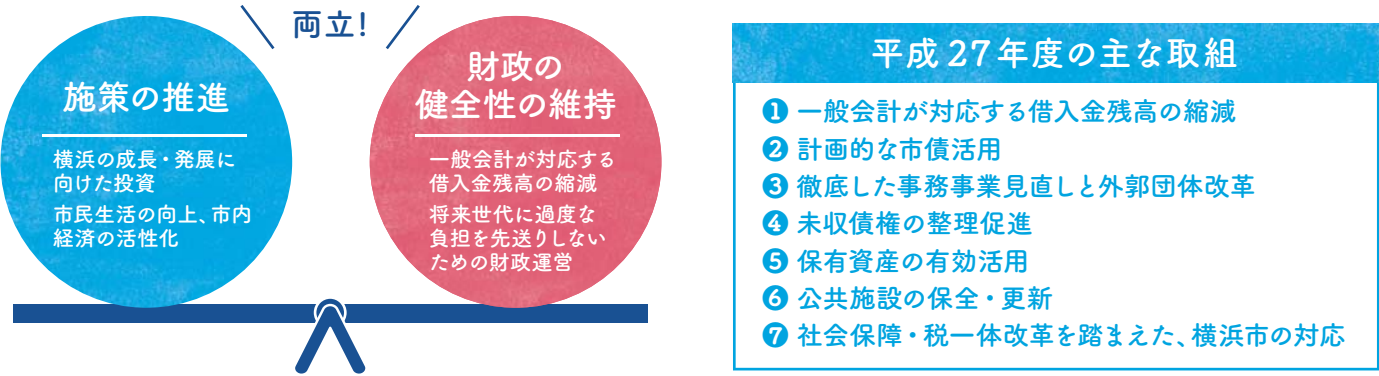 両立!
施策の推進
横浜の成長・発展に
向けた投資
市民生活の向上、市内
経済の活性化
財政の
健全性の維持
一般会計が対応する
借入金残高の縮減
将来世代に過度な
負担を先送りしない
ための財政運営
平成27年度の主な取組
❶ 一般会計が対応する借入金残高の縮減
❷ 計画的な市債活用
❸ 徹底した事務事業見直しと外郭団体改革
❹ 未収債権の整理促進
❺ 保有資産の有効活用
❻ 公共施設の保全・更新
❼ 社会保障・税一体改革を踏まえた、横浜市の対応